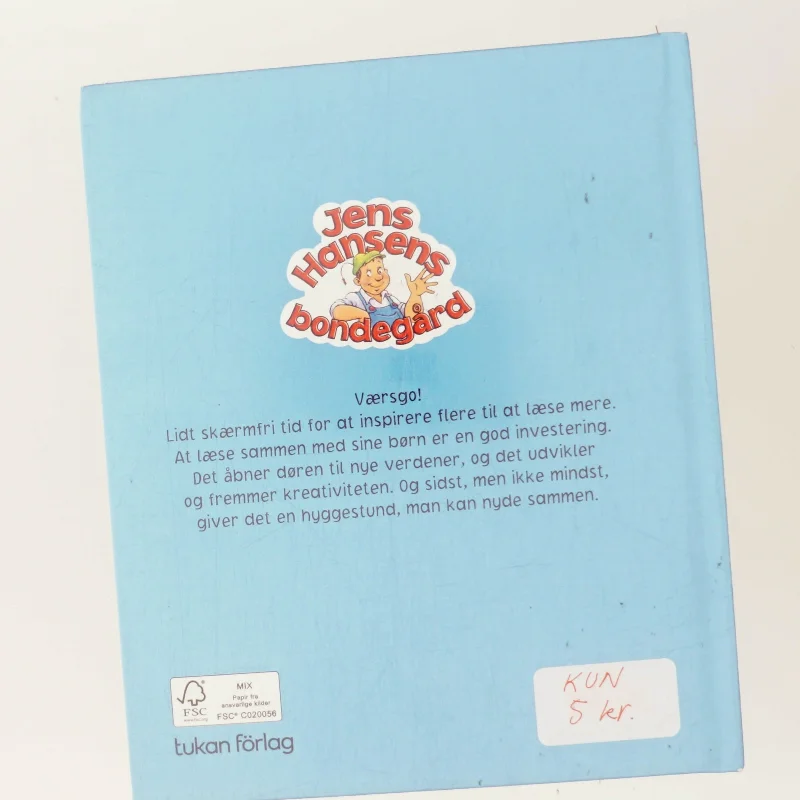 Jens
Hansens
bondegård
Værsgo!
Lidt skærmfri tid for at inspirere flere til at læse mere.
At læse sammen med sine børn er en god investering.
Det åbner døren til nye verdener, og det udvikler
og fremmer kreativiteten. Og sidst, men ikke mindst,
giver det en hyggestund, man kan nyde sammen.
FSC
www.fsc.org
MIX
Papir fra
ansvarlige kilder
FSC® C020056
tukan förlag
KUN
5 kr.